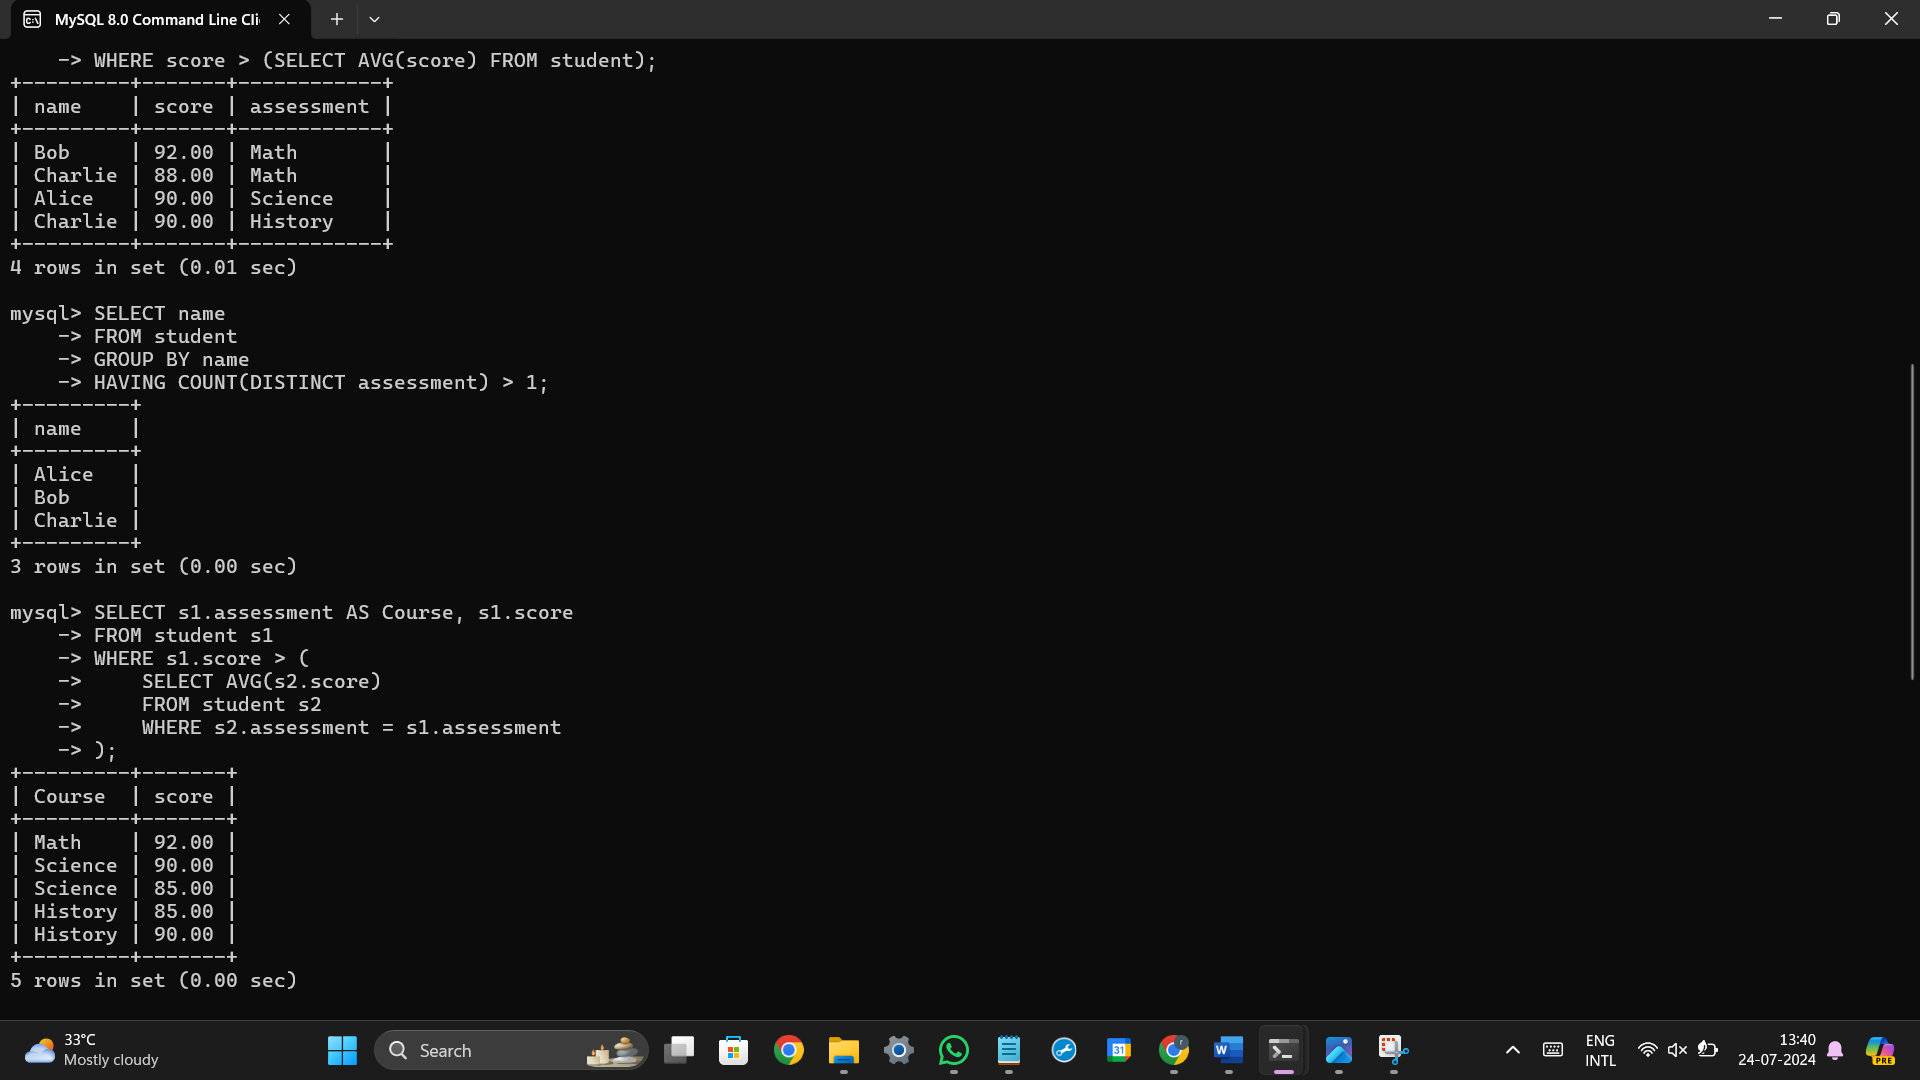 MySQL 8.0 Command Line Cli
    -> WHERE score > (SELECT AVG(score) FROM student);
+---------+-------+------------+
| name    | score | assessment |
+---------+-------+------------+
| Bob     | 92.00 | Math       |
| Charlie | 88.00 | Math       |
| Alice   | 90.00 | Science    |
| Charlie | 90.00 | History    |
+---------+-------+------------+
4 rows in set (0.01 sec)
mysql> SELECT name
    -> FROM student
    -> GROUP BY name
    -> HAVING COUNT(DISTINCT assessment) > 1;
+---------+
| name    |
+---------+
| Alice   |
| Bob     |
| Charlie |
+---------+
3 rows in set (0.00 sec)
mysql> SELECT s1.assessment AS Course, s1.score
    -> FROM student s1
    -> WHERE s1.score > (
    ->     SELECT AVG(s2.score)
    ->     FROM student s2
    ->     WHERE s2.assessment = s1.assessment
    -> );
+---------+-------+
| Course  | score |
+---------+-------+
| Math    | 92.00 |
| Science | 90.00 |
| Science | 85.00 |
| History | 85.00 |
| History | 90.00 |
+---------+-------+
5 rows in set (0.00 sec)
33°C
Mostly cloudy
Search
31
r
W
ENG
INTL
13:40
24-07-2024
PRE